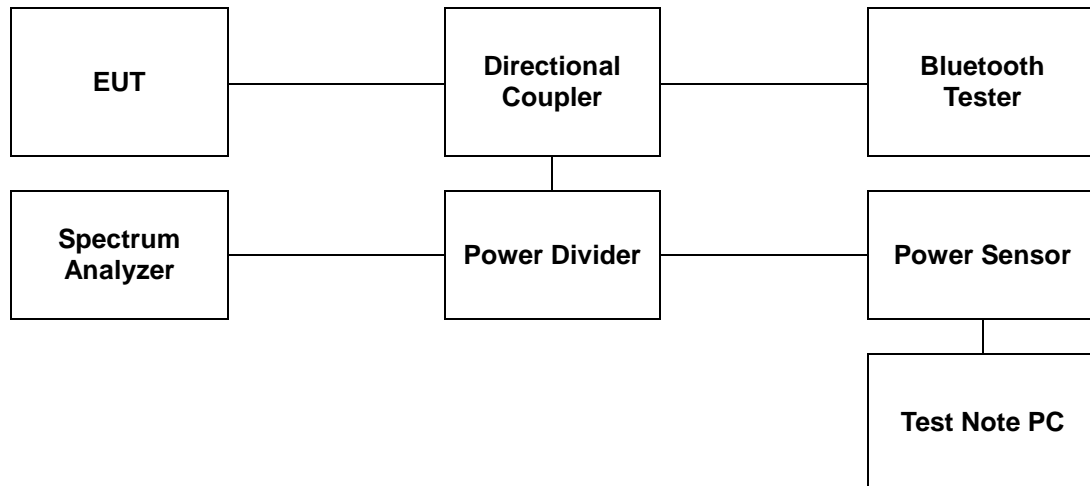 EUT
Directional
Coupler
Bluetooth
Tester
Spectrum
Analyzer
Power Divider
Power Sensor
Test Note PC